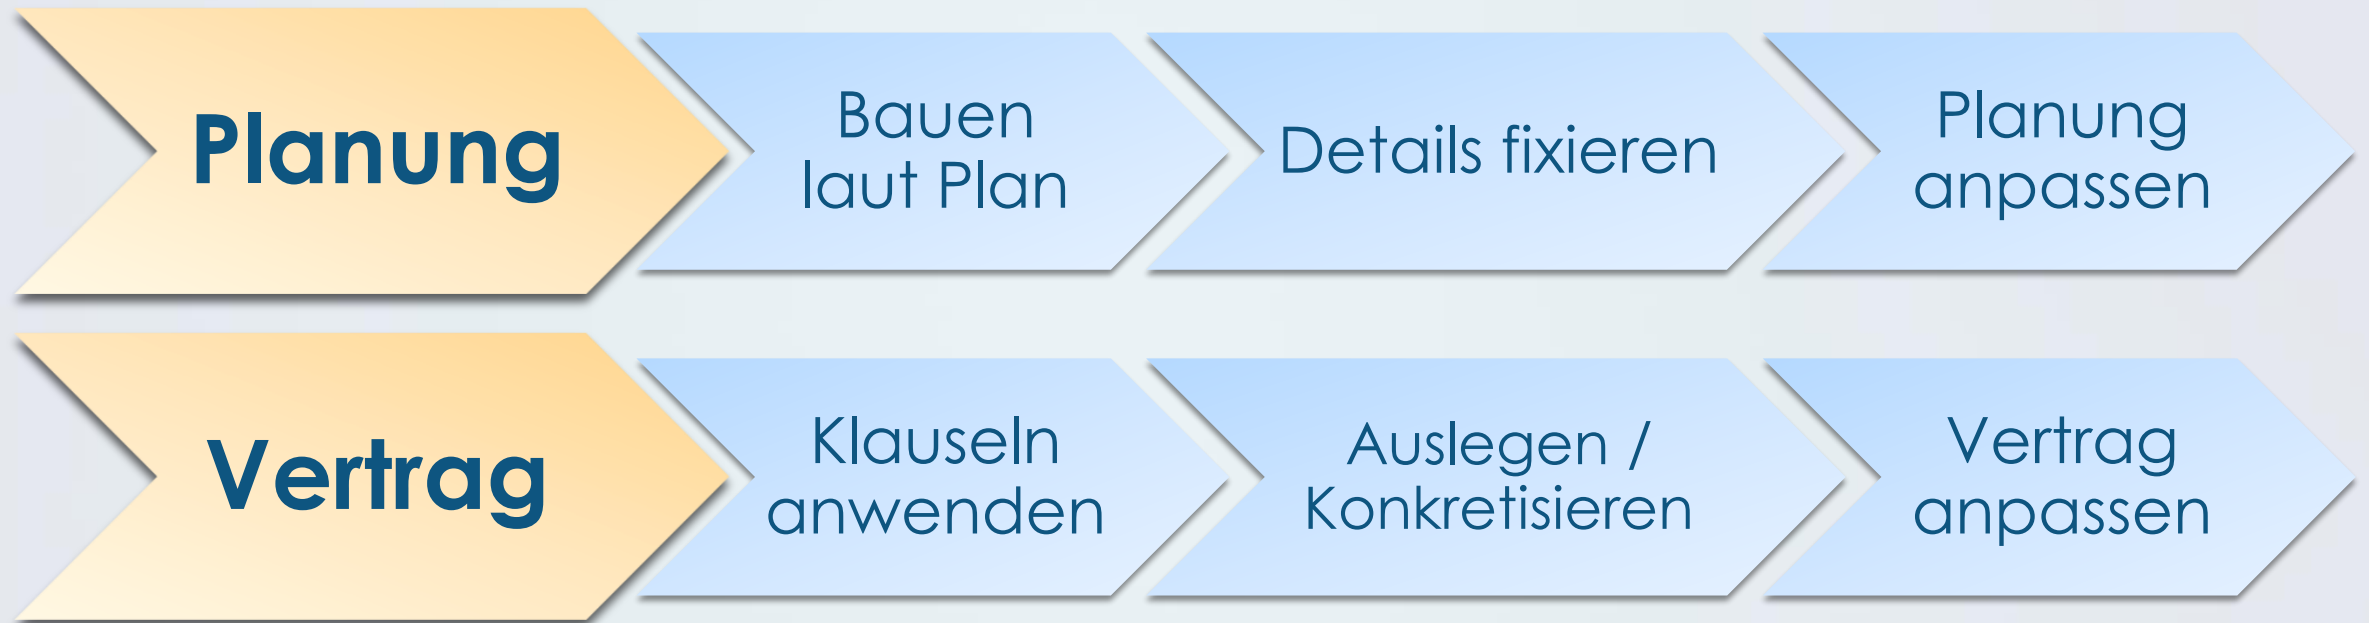 Planung
Bauen
laut Plan
Details fixieren
Planung
anpassen
Vertrag
Klauseln
anwenden
Auslegen /
Konkretisieren
Vertrag
anpassen